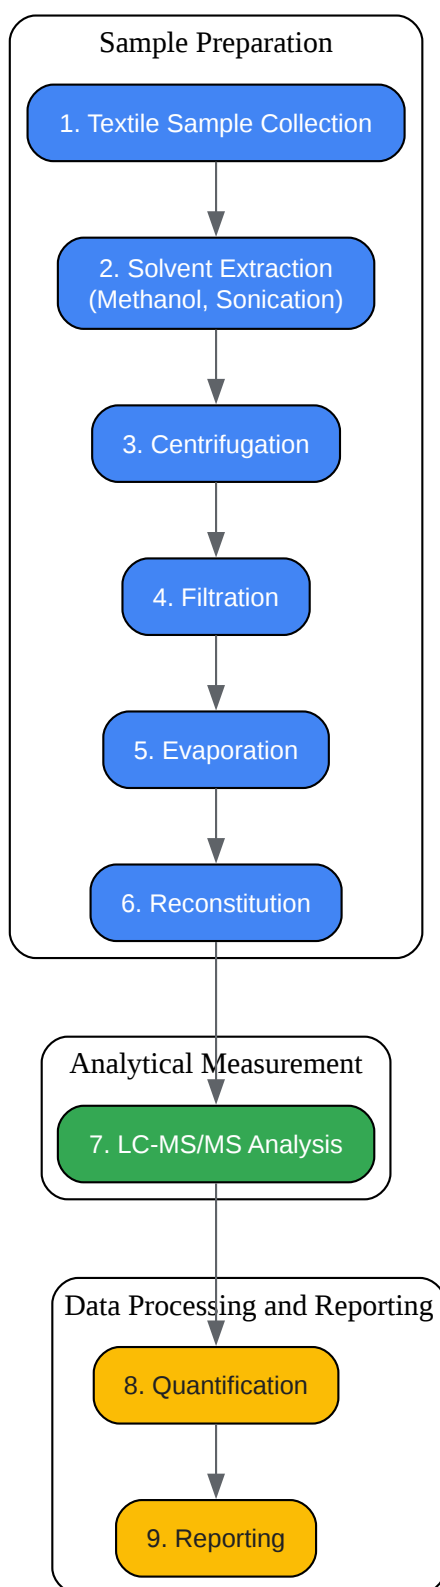 Sample Preparation
1. Textile Sample Collection
2. Solvent Extraction
(Methanol, Sonication)
3. Centrifugation
4. Filtration
5. Evaporation
6. Reconstitution
Analytical Measurement
7. LC-MS/MS Analysis
Data Processing and Reporting
8. Quantification
9. Reporting